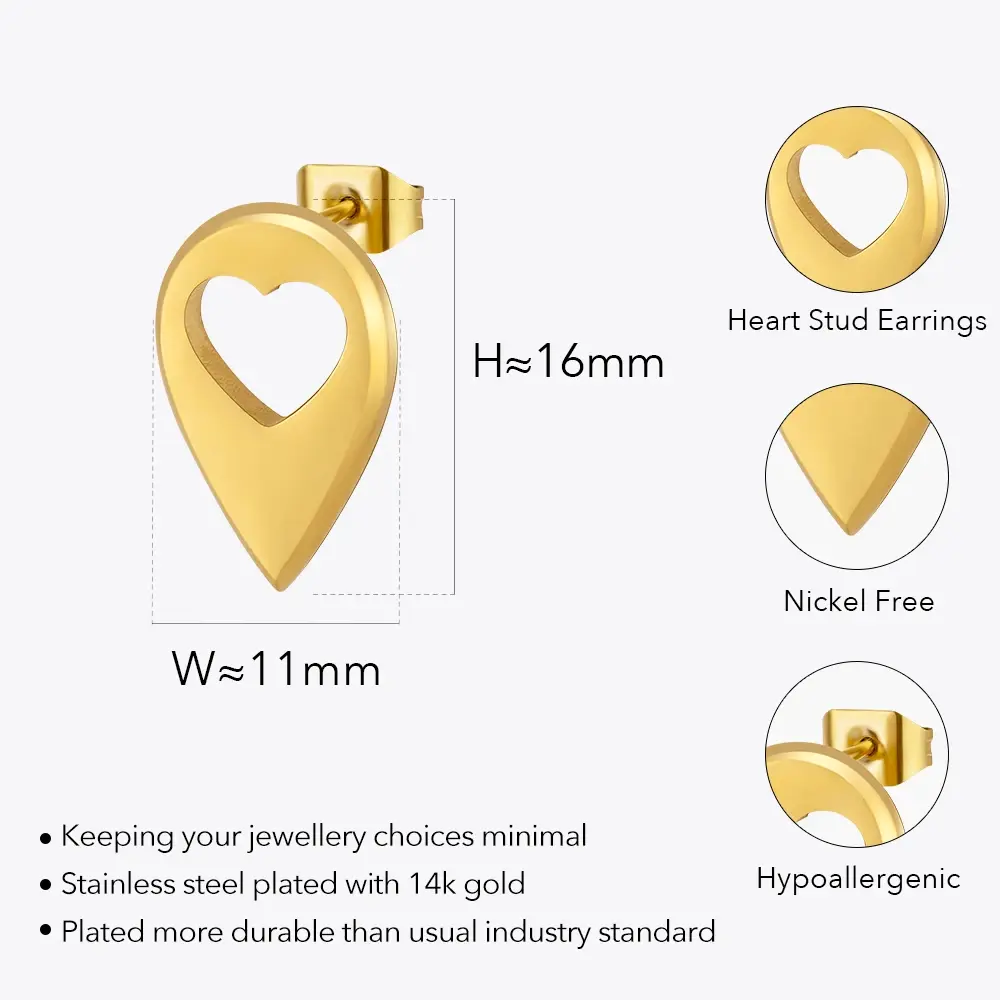 Heart Stud Earrings
H≈16mm
Nickel Free
W≈11mm
Hypoallergenic
• Keeping your jewellery choices minimal
• Stainless steel plated with 14k gold
• Plated more durable than usual industry standard